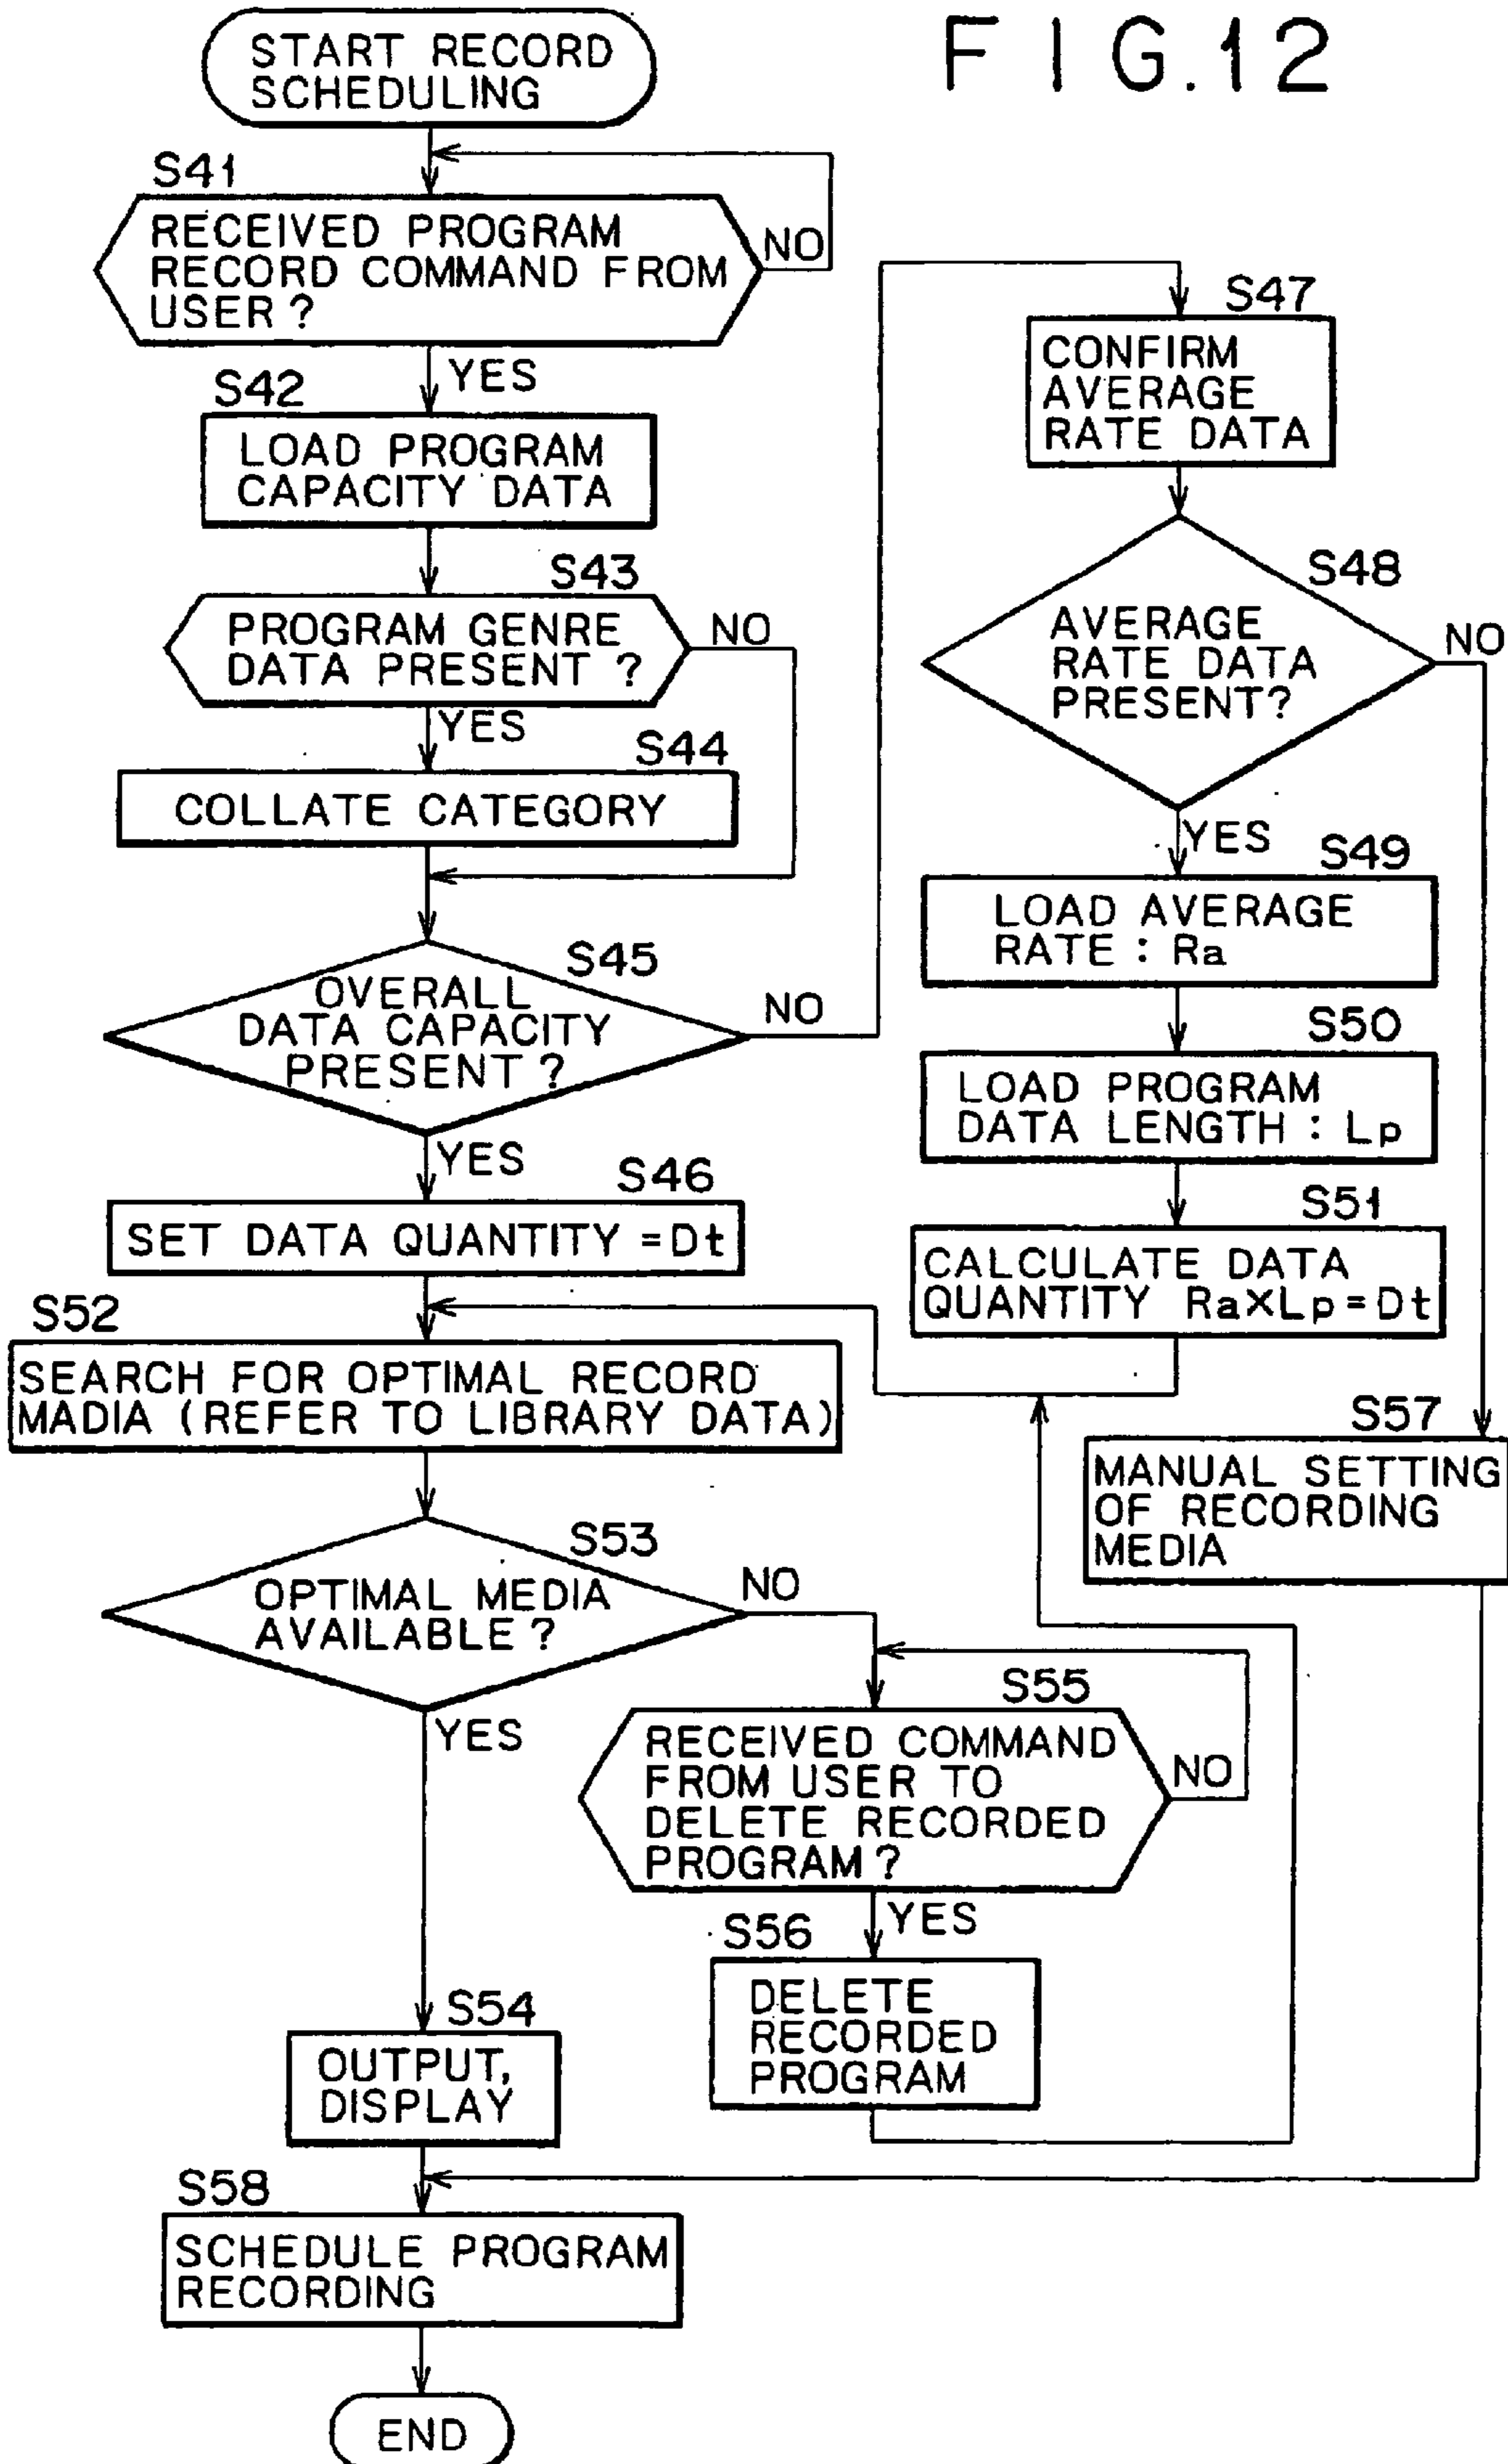 FIG.12
START RECORD
SCHEDULING
S41
RECEIVED PROGRAM
RECORD COMMAND FROM
USER?
NO
YES
S42
LOAD PROGRAM
CAPACITY DATA
S43
PROGRAM GENRE
DATA PRESENT ?
NO
YES
S44
COLLATE CATEGORY
S45
OVERALL
DATA CAPACITY
PRESENT ?
NO
YES
S46
SET DATA QUANTITY =Dt
S47
CONFIRM
AVERAGE
RATE DATA
S48
AVERAGE
RATE DATA
PRESENT?
NO
YES
S49
LOAD AVERAGE
RATE : Ra
S50
LOAD PROGRAM
DATA LENGTH : Lp
S51
CALCULATE DATA
QUANTITY Ra×Lp=Dt
S52
SEARCH FOR OPTIMAL RECORD
MADIA (REFER TO LIBRARY DATA)
S53
OPTIMAL MEDIA
AVAILABLE ?
NO
YES
S55
RECEIVED COMMAND
FROM USER TO
DELETE RECORDED
PROGRAM ?
NO
YES
S56
DELETE
RECORDED
PROGRAM
S57
MANUAL SETTING
OF RECORDING
MEDIA
S54
OUTPUT,
DISPLAY
S58
SCHEDULE PROGRAM
RECORDING
END